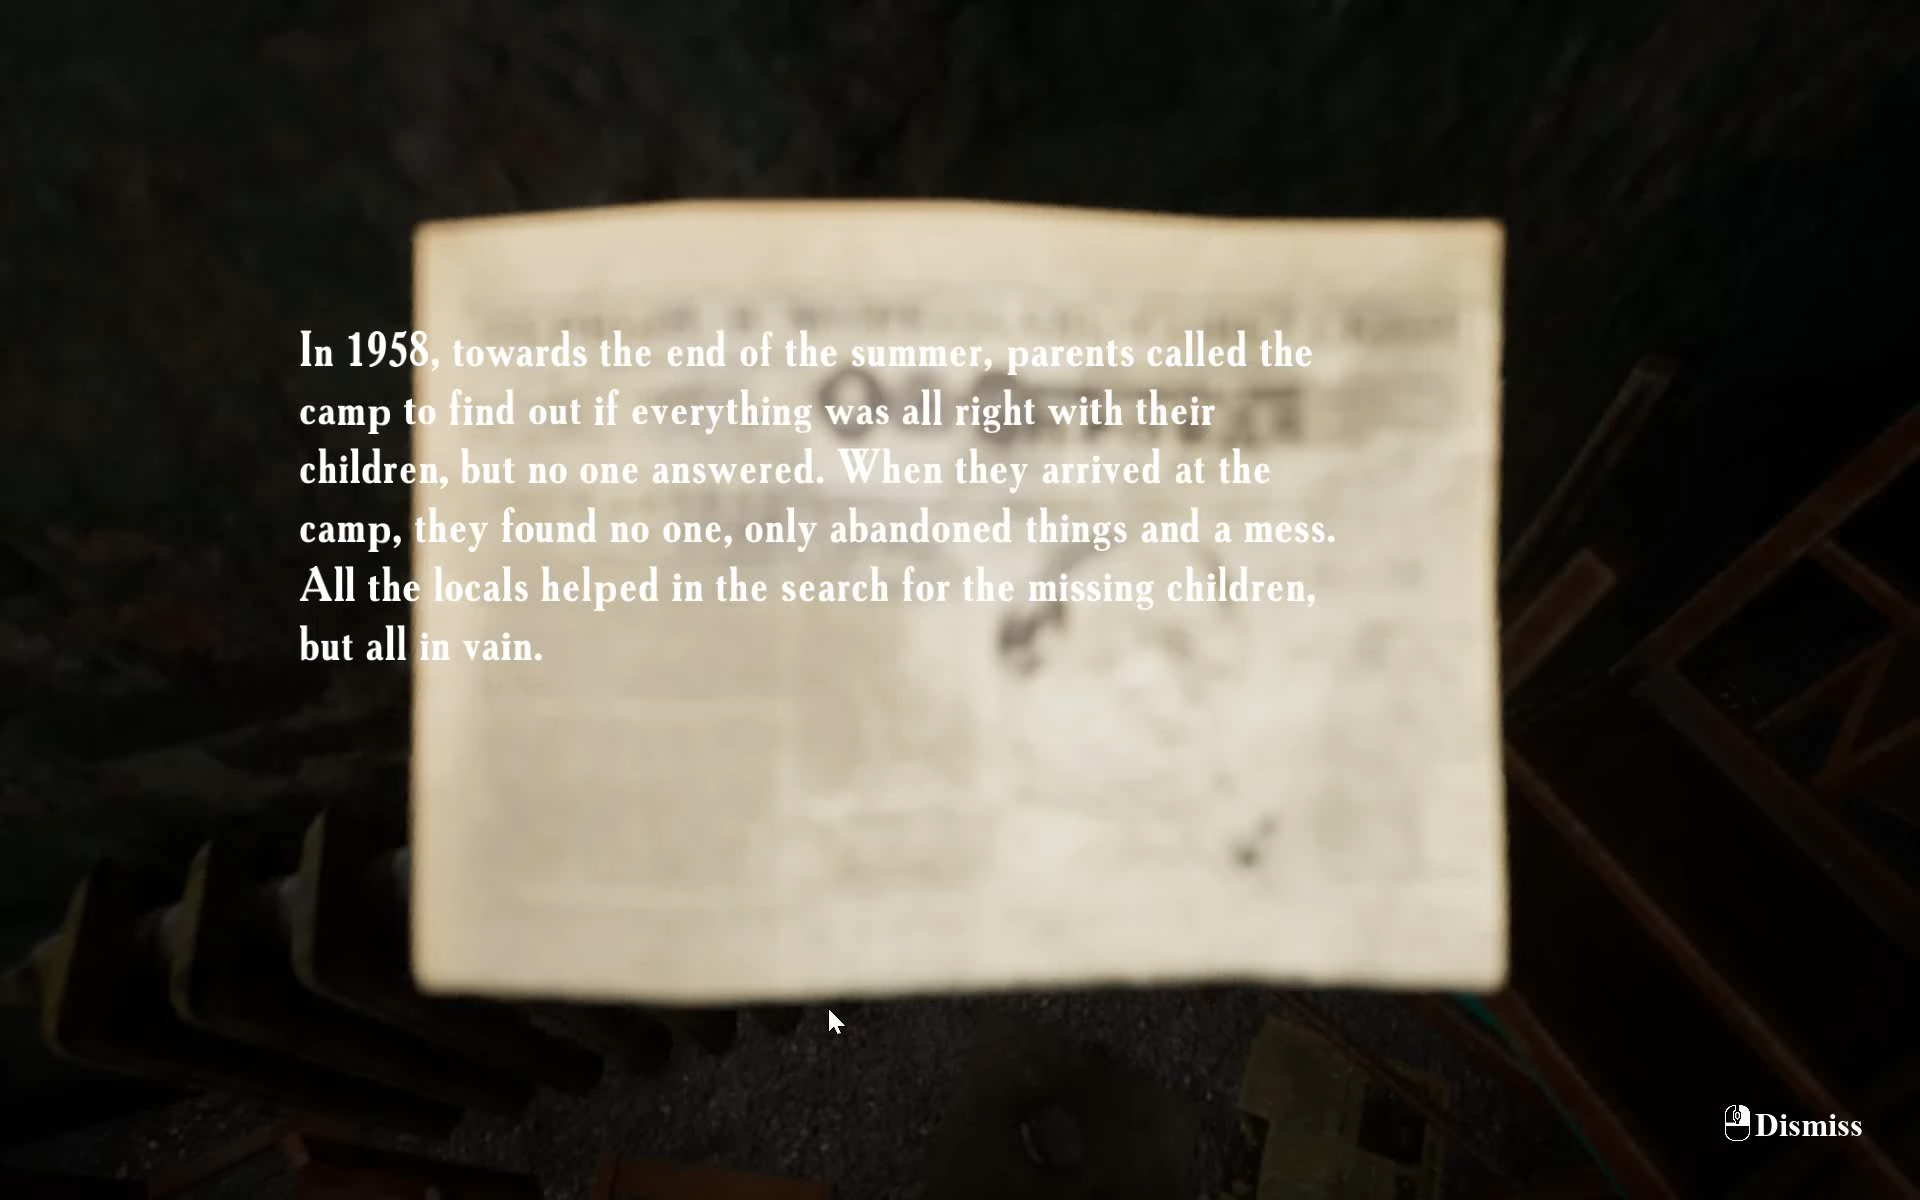 In 1958, towards the end of the summer, parents called the
camp to find out if everything was all right with their
children, but no one answered. When they arrived at the
camp, they found no one, only abandoned things and a mess.
All the locals helped in the search for the missing children,
but all in vain.
Dismiss